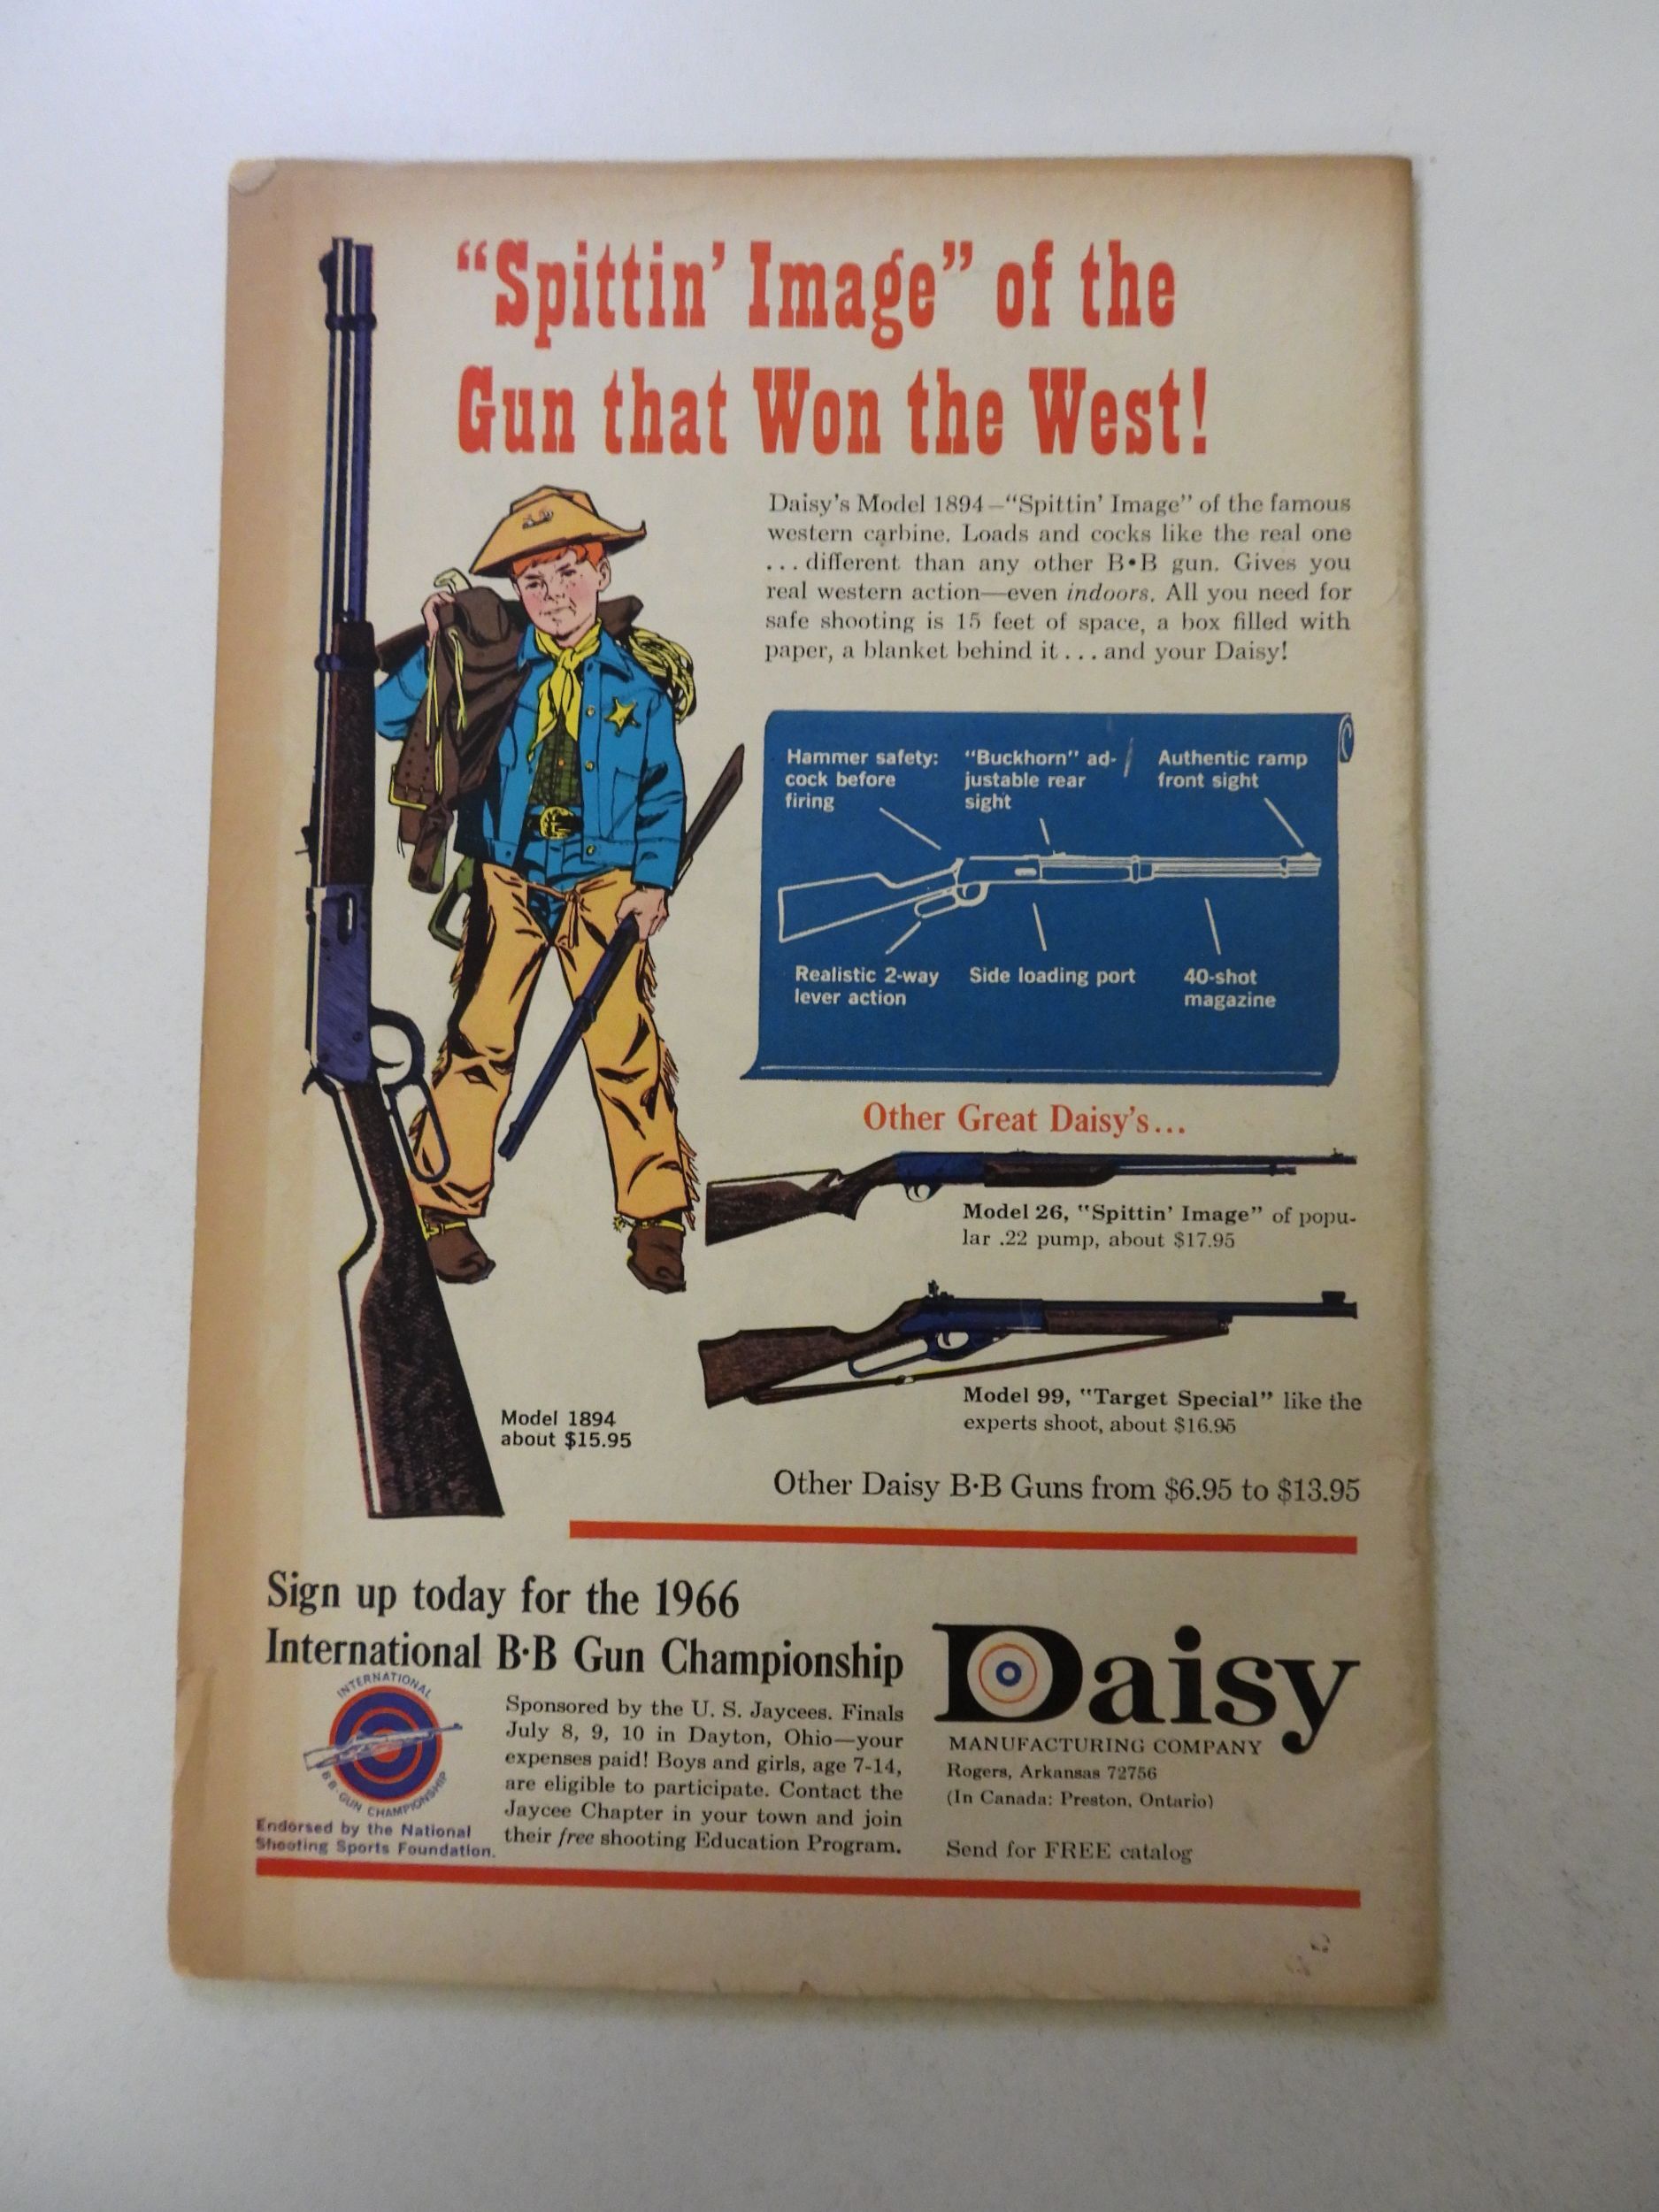 “Spittin’ Image” of the
Gun that Won the West!
Daisy’s Model 1894—“Spittin’ Image” of the famous
western carbine. Loads and cocks like the real one
...different than any other B•B gun. Gives you
real western action—even indoors. All you need for
safe shooting is 15 feet of space, a box filled with
paper, a blanket behind it...and your Daisy!
Hammer safety:
cock before
firing
“Buckhorn” ad-
justable rear
sight
Authentic ramp
front sight
Realistic 2-way
lever action
Side loading port
40-shot
magazine
Other Great Daisy’s...
Model 26, “Spittin’ Image” of popu-
lar .22 pump, about $17.95
Model 99, “Target Special” like the
experts shoot, about $16.95
Model 1894
about $15.95
Other Daisy B·B Guns from $6.95 to $13.95
Sign up today for the 1966
International B·B Gun Championship
INTERNATIONAL
B·B GUN CHAMPIONSHIP
Endorsed by the National
Shooting Sports Foundation.
Sponsored by the U. S. Jaycees. Finals
July 8, 9, 10 in Dayton, Ohio—your
expenses paid! Boys and girls, age 7-14,
are eligible to participate. Contact the
Jaycee Chapter in your town and join
their free shooting Education Program.
Daisy
MANUFACTURING COMPANY
Rogers, Arkansas 72756
(In Canada: Preston, Ontario)
Send for FREE catalog